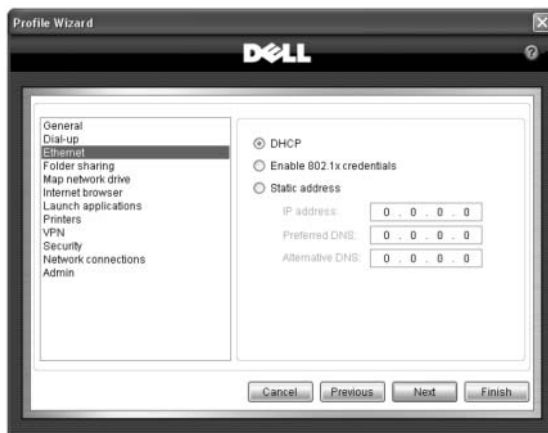 Profile Wizard
DELL
?
General
Dial-up
Ethernet
Folder sharing
Map network drive
Internet browser
Launch applications
Printers
VPN
Security
Network connections
Admin
DHCP
Enable 802.1x credentials
Static address
IP address: 0 . 0 . 0 . 0
Preferred DNS: 0 . 0 . 0 . 0
Alternative DNS: 0 . 0 . 0 . 0
Cancel Previous Next Finish